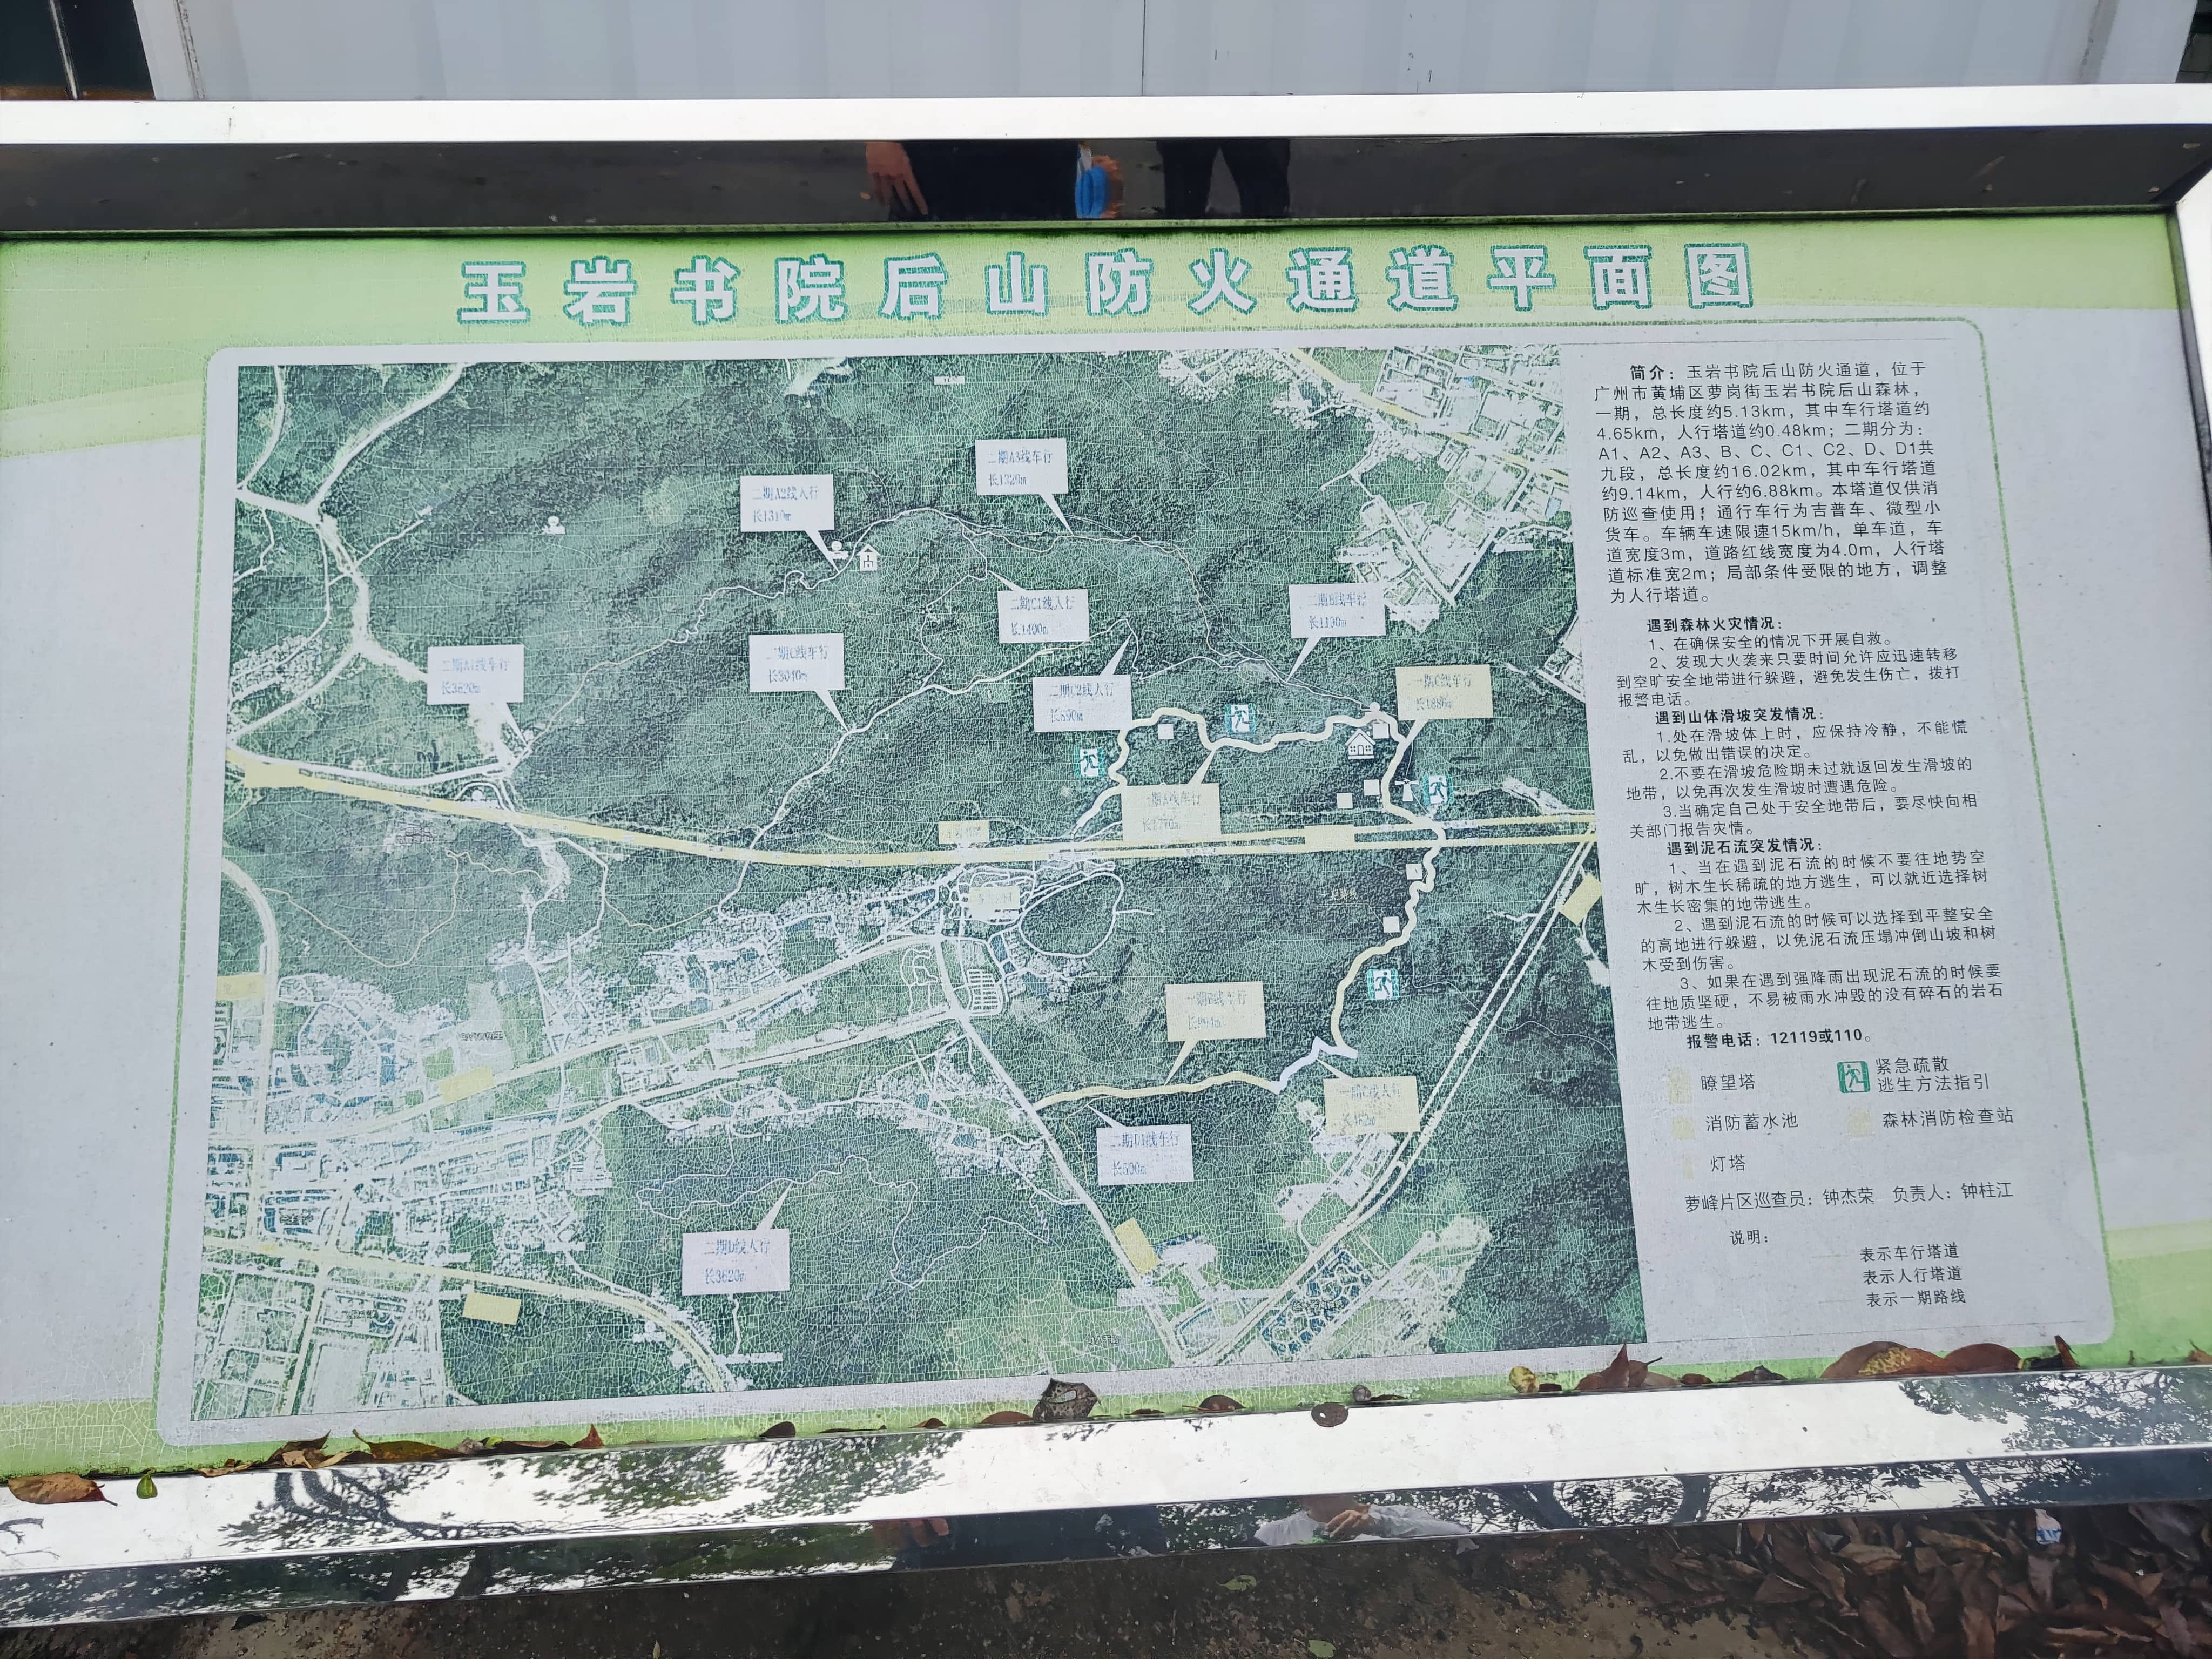 玉岩书院后山防火通道平面图
二期A3线车行
长1320m
二期A2线人行
长1310m
二期C1线人行
长1400m
二期B线车行
长1130m
二期C线车行
长3040m
二期A1线车行
二期C2线人行
长890m
一期C线车行
一期A线车行
一期B线车行
长994m
一期C线人行
二期D1线车行
长530m
二期D线人行
长3620m
简介：玉岩书院后山防火通道，位于
广州市黄埔区萝岗街玉岩书院后山森林，
一期，总长度约5.13km，其中车行塔道约
4.65km，人行塔道约0.48km；二期分为：
A1、A2、A3、B、C、C1、C2、D、D1共
九段，总长度约16.02km，其中车行塔道
约9.14km，人行约6.88km。本塔道仅供消
防巡查使用；通行车行为吉普车、微型小
货车。车辆车速限速15km/h，单车道，车
道宽度3m，道路红线宽度为4.0m，人行塔
道标准宽2m；局部条件受限的地方，调整
为人行塔道。
遇到森林火灾情况：
1、在确保安全的情况下开展自救。
2、发现大火袭来只要时间允许应迅速转移
到空旷安全地带进行躲避，避免发生伤亡，拨打
报警电话。
遇到山体滑坡突发情况：
1.处在滑坡体上时，应保持冷静，不能慌
乱，以免做出错误的决定。
2.不要在滑坡危险期未过就返回发生滑坡的
地带，以免再次发生滑坡时遭遇危险。
3.当确定自己处于安全地带后，要尽快向相
关部门报告灾情。
遇到泥石流突发情况：
1、当在遇到泥石流的时候不要往地势空
旷，树木生长稀疏的地方逃生，可以就近选择树
木生长密集的地带逃生。
2、遇到泥石流的时候可以选择到平整安全
的高地进行躲避，以免泥石流压塌冲倒山坡和树
木受到伤害。
3、如果在遇到强降雨出现泥石流的时候要
往地质坚硬，不易被雨水冲毁的没有碎石的岩石
地带逃生。
报警电话：12119或110。
瞭望塔
紧急疏散
逃生方法指引
消防蓄水池
森林消防检查站
灯塔
萝峰片区巡查员：钟杰荣 负责人：钟柱江
说明：
表示车行塔道
表示人行塔道
表示一期路线